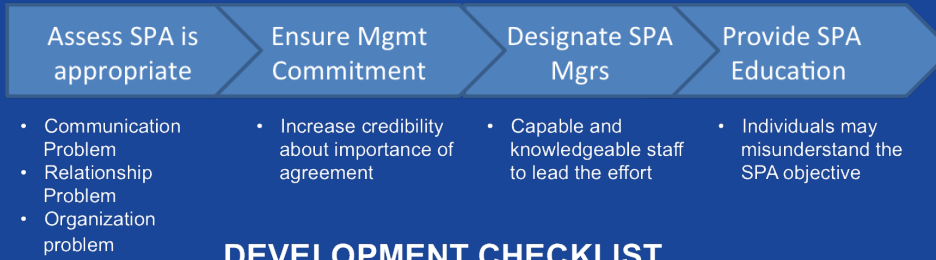 Assess SPA is
appropriate
Ensure Mgmt
Commitment
Designate SPA
Mgrs
Provide SPA
Education
• Communication
Problem
• Relationship
Problem
• Organization
problem
• Increase credibility
about importance of
agreement
• Capable and
knowledgeable staff
to lead the effort
• Individuals may
misunderstand the
SPA objective
DEVELOPMENT CHECKLIST